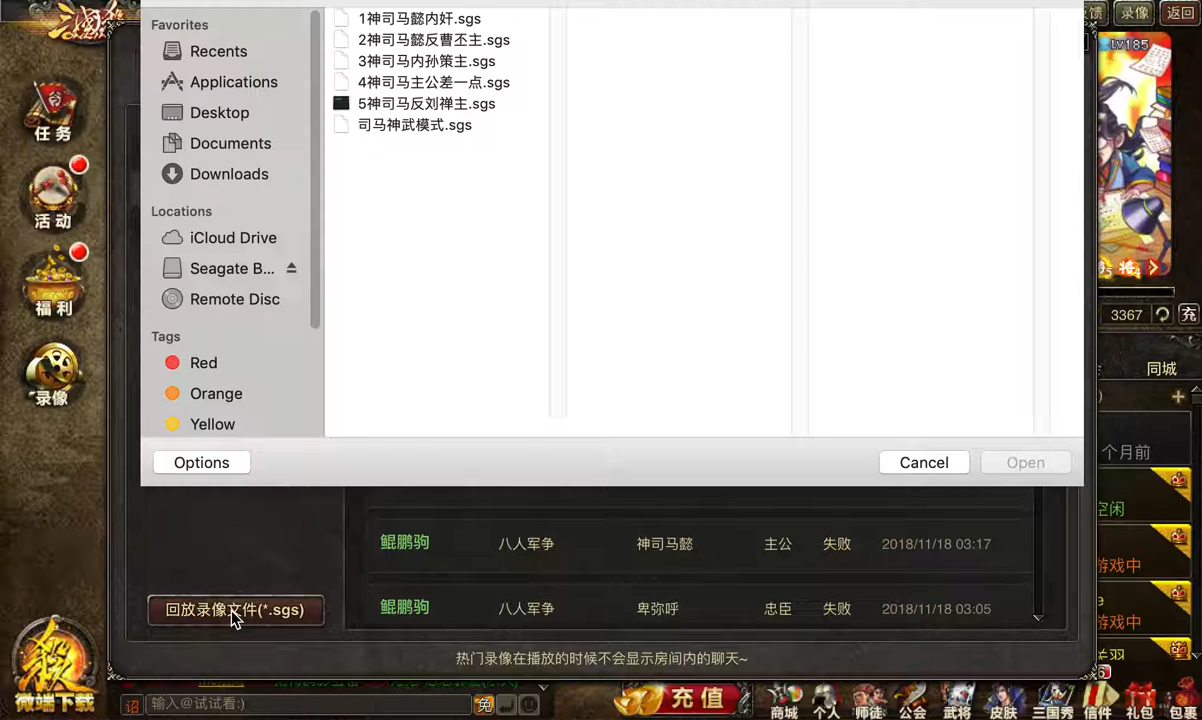 Favorites
Recents
Applications
Desktop
Documents
Downloads
Locations
iCloud Drive
Seagate B...
Remote Disc
Tags
Red
Orange
Yellow
1神司马懿内奸.sgs
2神司马懿反曹丕主.sgs
3神司马内孙策主.sgs
4神司马主公差一点.sgs
5神司马反刘禅主.sgs
司马神武模式.sgs
Options
Cancel
Open
三国杀
任务
活动
福利
录像
微端下载
录像
返回
LV185
3367
充
同城
个月前
空闲
游戏中
游戏中
鲲鹏驹 八人军争 神司马懿 主公 失败 2018/11/18 03:17
鲲鹏驹 八人军争 卑弥呼 忠臣 失败 2018/11/18 03:05
回放录像文件(*.sgs)
热门录像在播放的时候不会显示房间内的聊天~
诏
输入@试试看:)
免
充值
商城
个人
师徒
公会
武将
皮肤
三国秀
信件
礼包
包裹